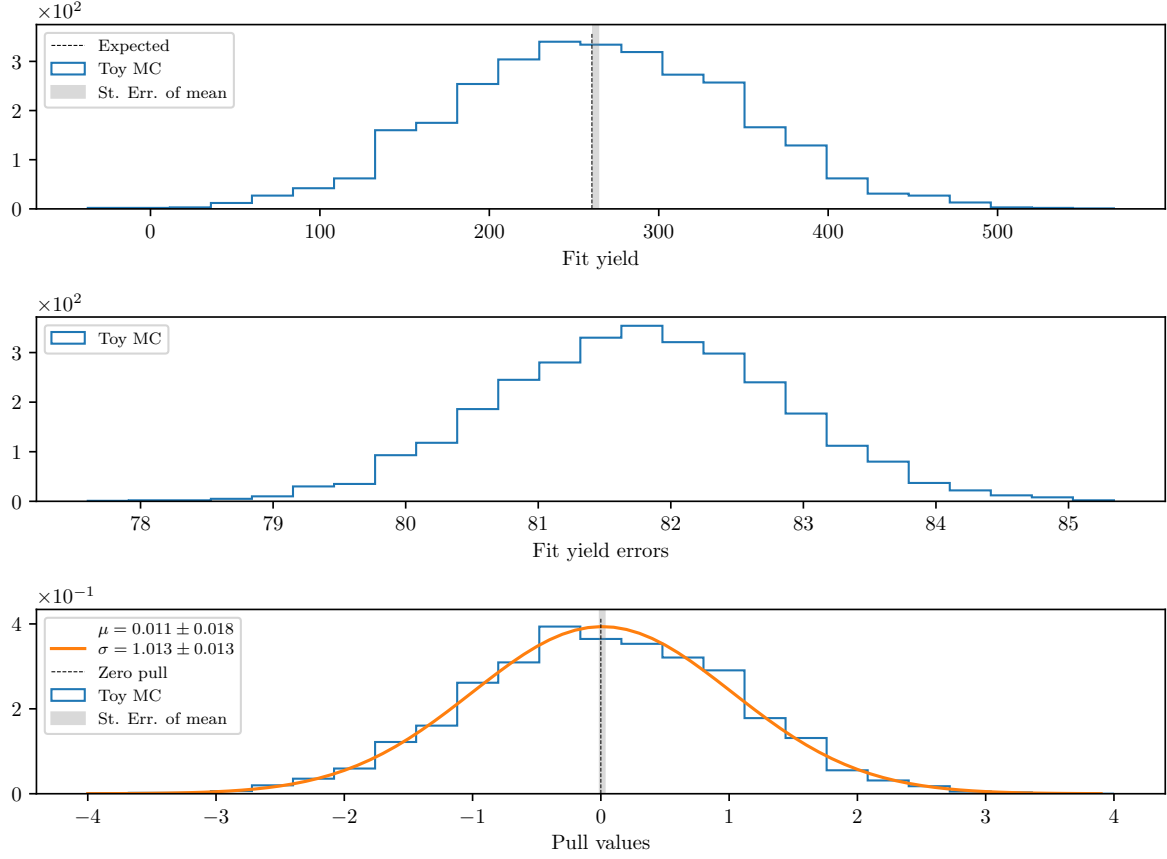 ×10²
3
2
1
0
Expected
Toy MC
St. Err. of mean
0 100 200 300 400 500
Fit yield
×10²
3
2
1
0
Toy MC
78 79 80 81 82 83 84 85
Fit yield errors
×10⁻¹
4
2
0
μ = 0.011 ± 0.018
σ = 1.013 ± 0.013
Zero pull
Toy MC
St. Err. of mean
−4 −3 −2 −1 0 1 2 3 4
Pull values